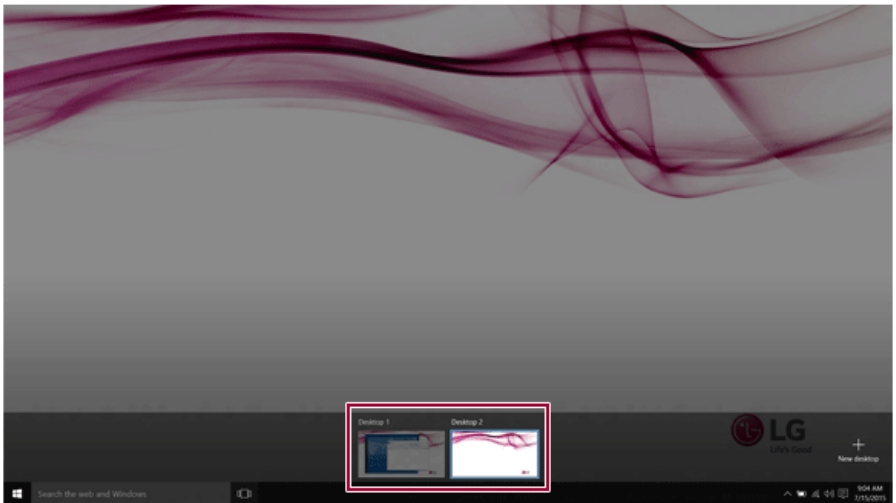 Desktop 1
Desktop 2
LG
Life's Good
New desktop
Search the web and Windows
9:04 AM
7/15/2015